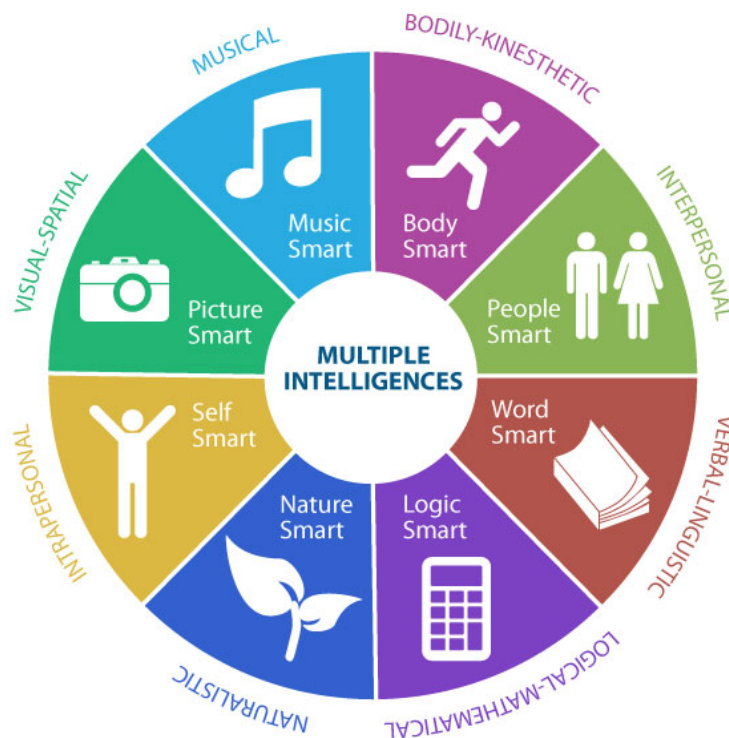 MUSICAL
BODILY-KINESTHETIC
VISUAL-SPATIAL
INTERPERSONAL
Music
Smart
Body
Smart
Picture
Smart
People
Smart
MULTIPLE
INTELLIGENCES
Self
Smart
Word
Smart
INTRAPERSONAL
VERBAL-LINGUISTIC
Nature
Smart
Logic
Smart
NATURALISTIC
LOGICAL-MATHEMATICAL